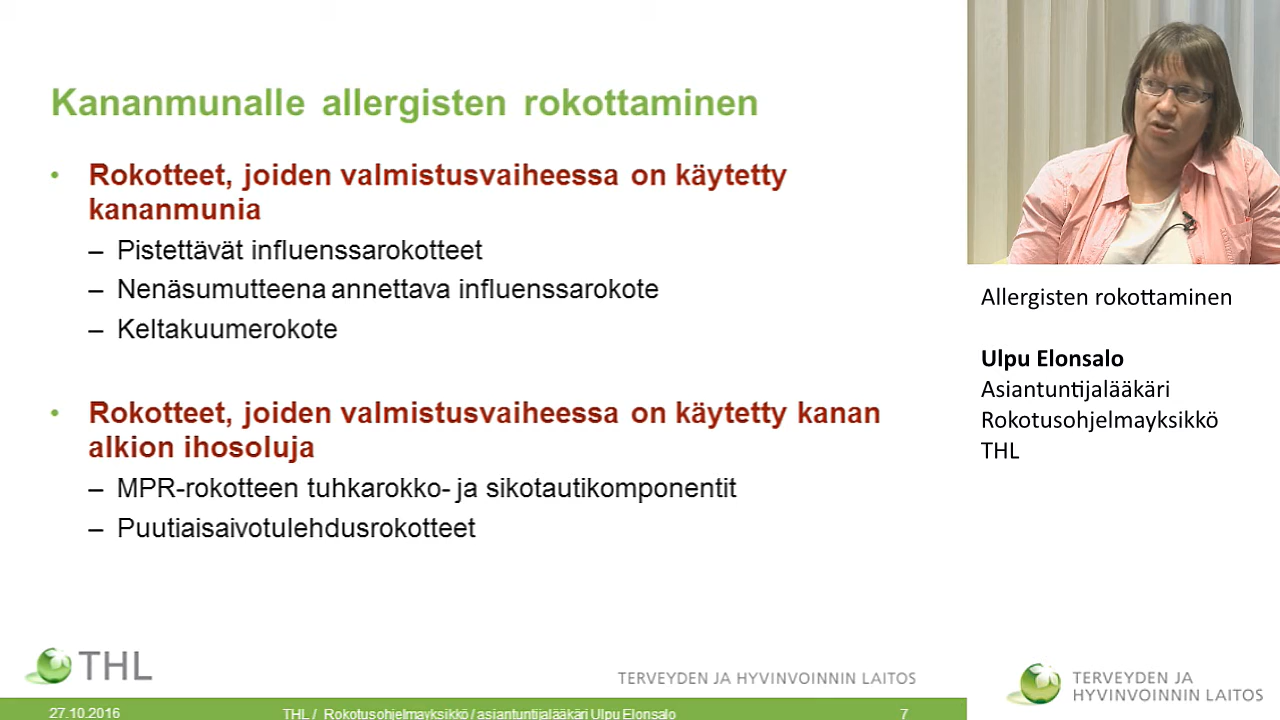 Kananmunalle allergisten rokottaminen
• Rokotteet, joiden valmistusvaiheessa on käytetty
kananmunia
– Pistettävät influenssarokotteet
– Nenäsumutteena annettava influenssarokote
– Keltakuumerokote
• Rokotteet, joiden valmistusvaiheessa on käytetty kanan
alkion ihosoluja
– MPR-rokotteen tuhkarokko- ja sikotautikomponentit
– Puutiaisaivotulehdusrokotteet
THL
TERVEYDEN JA HYVINVOINNIN LAITOS
27.10.2016
THL / Rokotusohjelmayksikkö / asiantuntijalääkäri Ulpu Elonsalo
7
Allergisten rokottaminen
Ulpu Elonsalo
Asiantuntijalääkäri
Rokotusohjelmayksikkö
THL
TERVEYDEN JA
HYVINVOINNIN LAITOS